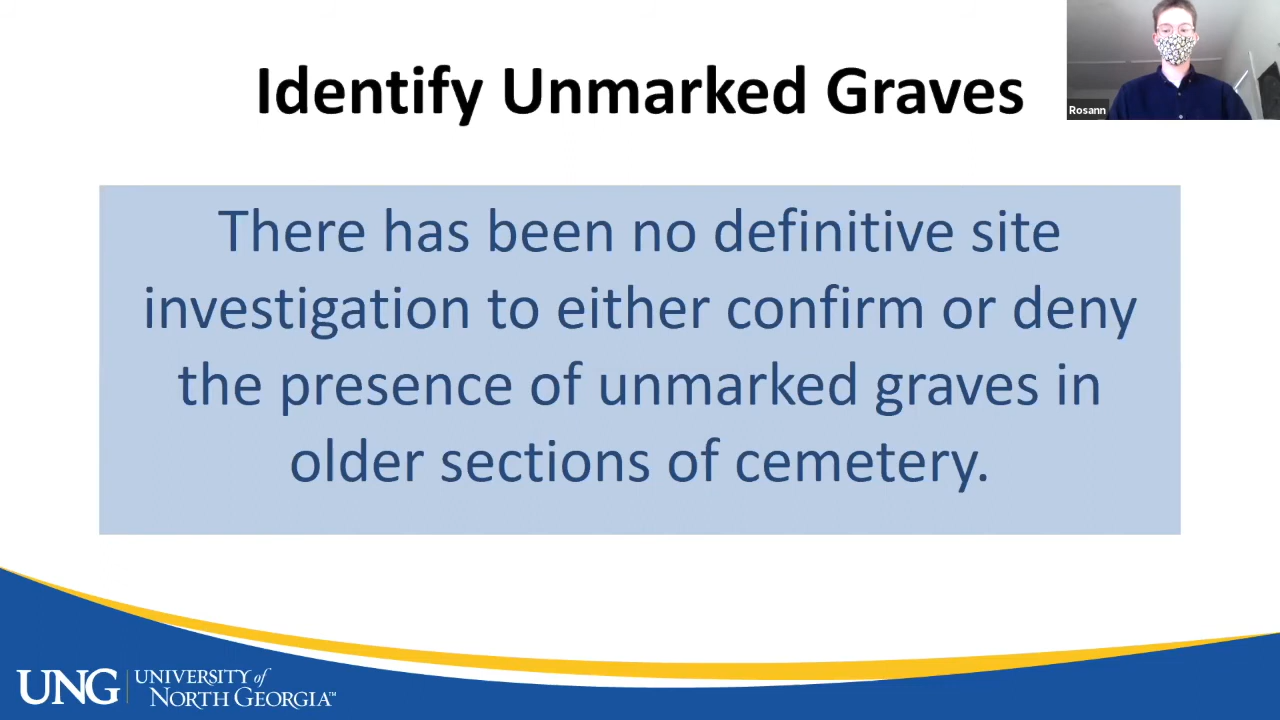 Identify Unmarked Graves
Rosann
There has been no definitive site
investigation to either confirm or deny
the presence of unmarked graves in
older sections of cemetery.
UNG
UNIVERSITY of
NORTH GEORGIA™